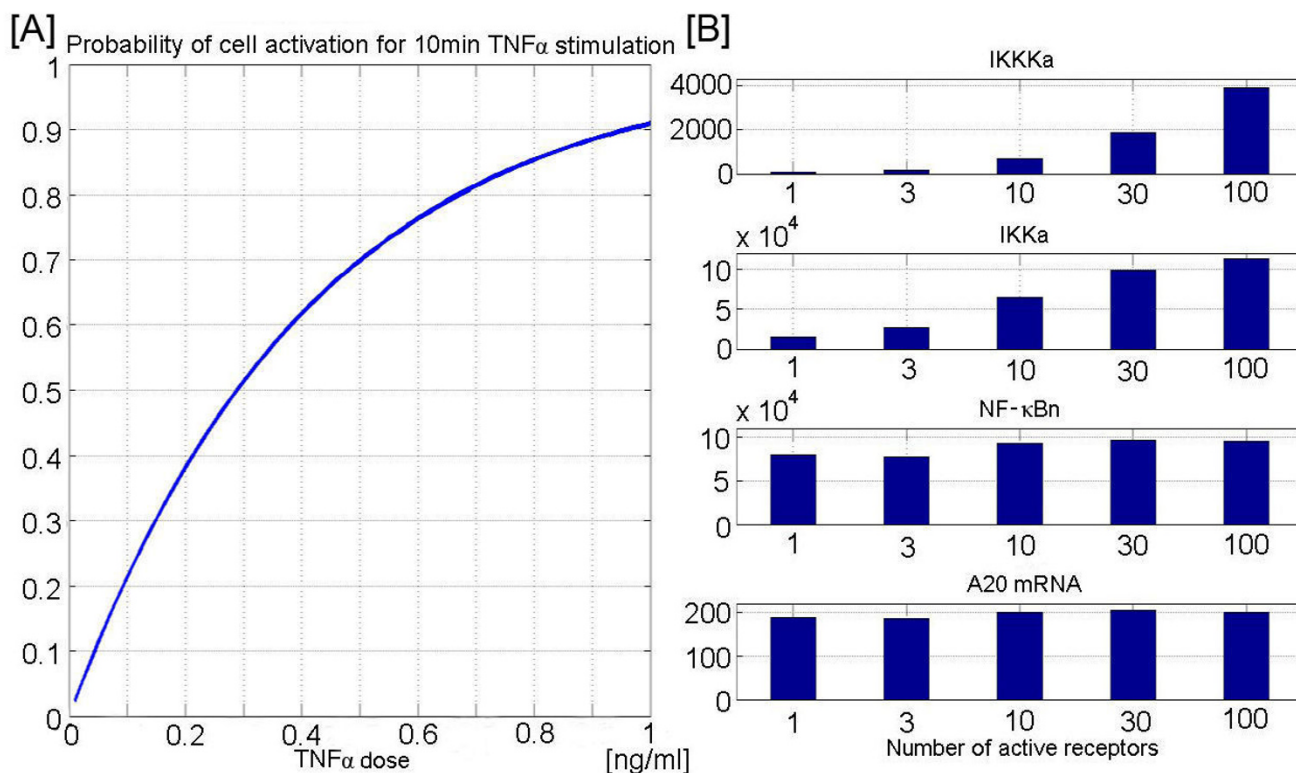 [A]
Probability of cell activation for 10min TNFα stimulation
1
0.9
0.8
0.7
0.6
0.5
0.4
0.3
0.2
0.1
0
0 0.2 0.4 0.6 0.8 1
TNFα dose [ng/ml]
[B]
IKKKa
4000
2000
0
1 3 10 30 100
x 10^4
IKKa
10
5
0
1 3 10 30 100
x 10^4
NF-κBn
10
5
0
1 3 10 30 100
A20 mRNA
200
100
0
1 3 10 30 100
Number of active receptors